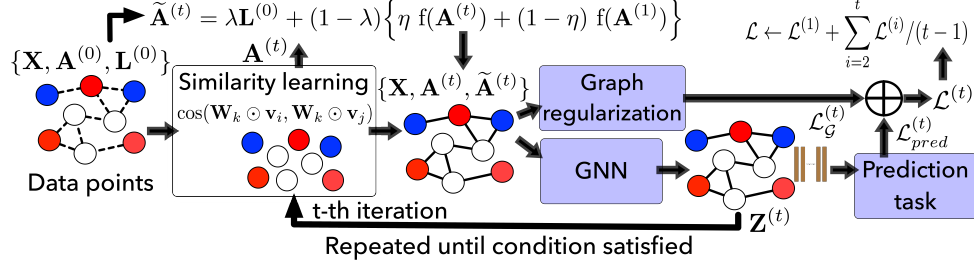 Ã^(t) = λL^(0) + (1 − λ){η f(A^(t)) + (1 − η) f(A^(1))}
ℒ ← ℒ^(1) + ∑_{i=2}^{t} ℒ^(i)/(t − 1)
{X, A^(0), L^(0)}
A^(t)
Similarity learning
cos(W_k ⊙ v_i, W_k ⊙ v_j)
{X, A^(t), Ã^(t)}
Graph
regularization
ℒ_𝒢^(t)
ℒ^(t)
ℒ_pred^(t)
Data points
GNN
...
Prediction
task
t-th iteration
Z^(t)
Repeated until condition satisfied